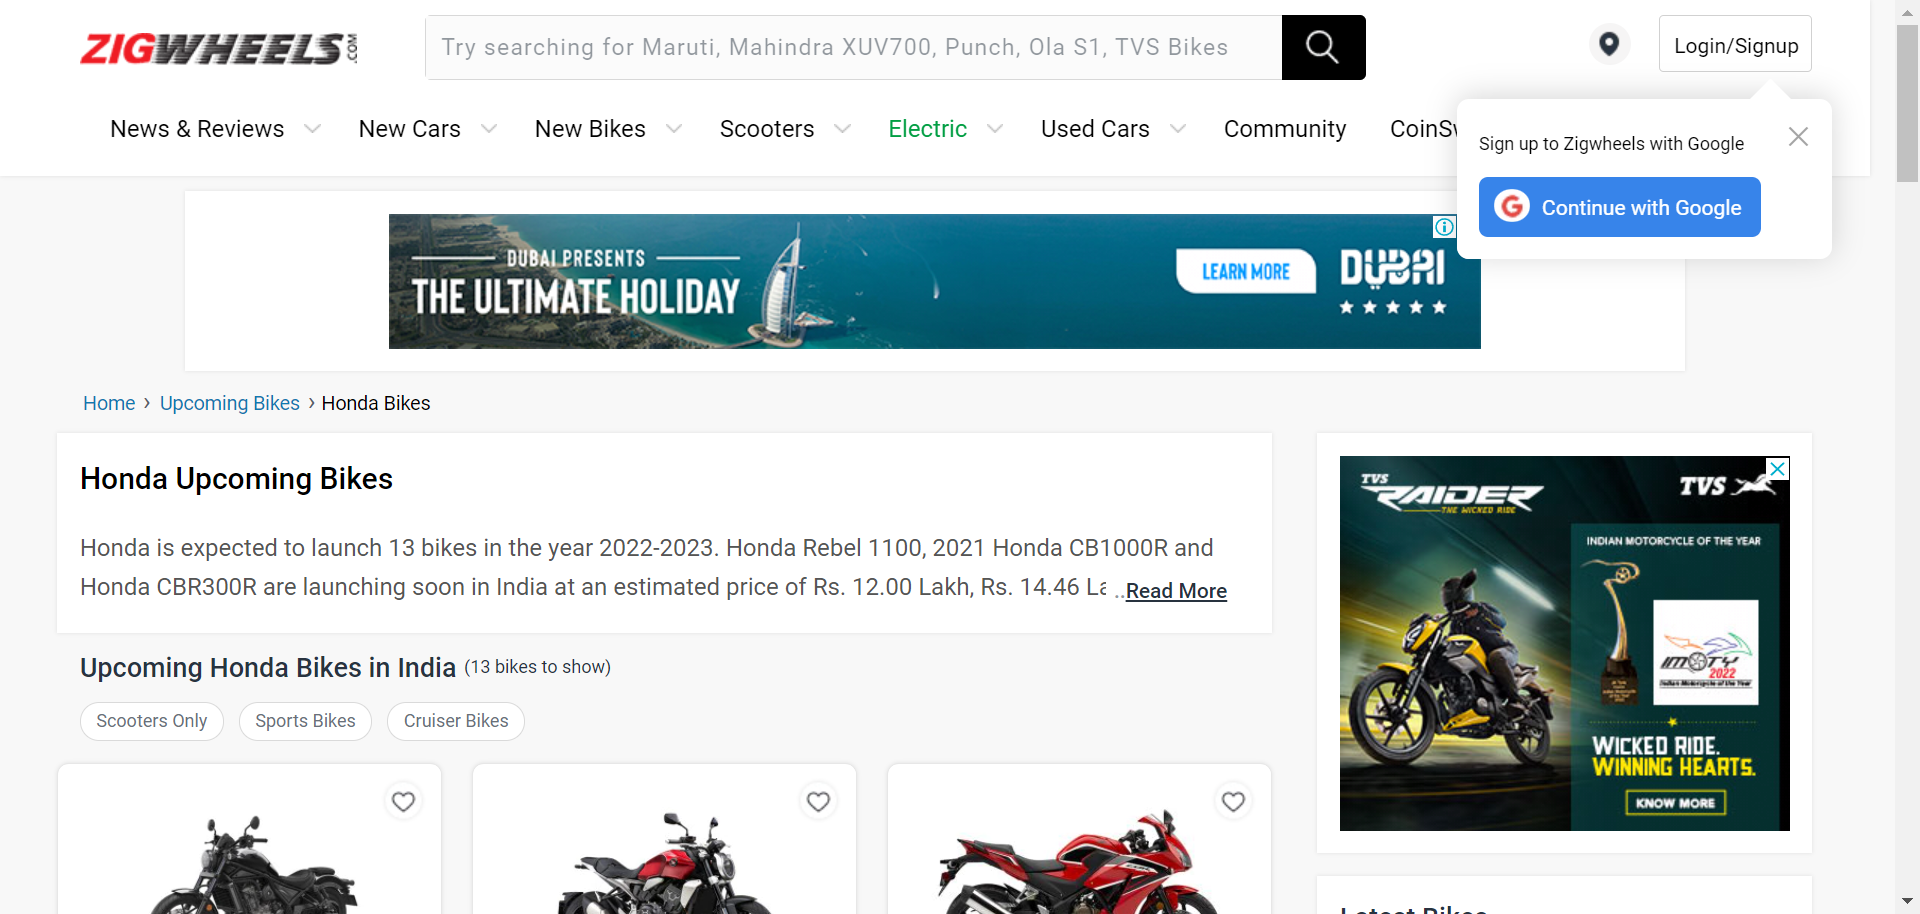 ZIGWHEELS.COM
Try searching for Maruti, Mahindra XUV700, Punch, Ola S1, TVS Bikes
Login/Signup
News & Reviews
New Cars
New Bikes
Scooters
Electric
Used Cars
Community
Sign up to Zigwheels with Google
Continue with Google
DUBAI PRESENTS
THE ULTIMATE HOLIDAY
LEARN MORE
DUBAI
Home › Upcoming Bikes › Honda Bikes
Honda Upcoming Bikes
Honda is expected to launch 13 bikes in the year 2022-2023. Honda Rebel 1100, 2021 Honda CB1000R and
Honda CBR300R are launching soon in India at an estimated price of Rs. 12.00 Lakh, Rs. 14.46 La ..Read More
Upcoming Honda Bikes in India (13 bikes to show)
Scooters Only
Sports Bikes
Cruiser Bikes
TVS
RAIDER
THE WICKED RIDE
TVS
INDIAN MOTORCYCLE OF THE YEAR
IMOTY
2022
Indian Motorcycle of the Year
WICKED RIDE.
WINNING HEARTS.
KNOW MORE
Latest Bikes